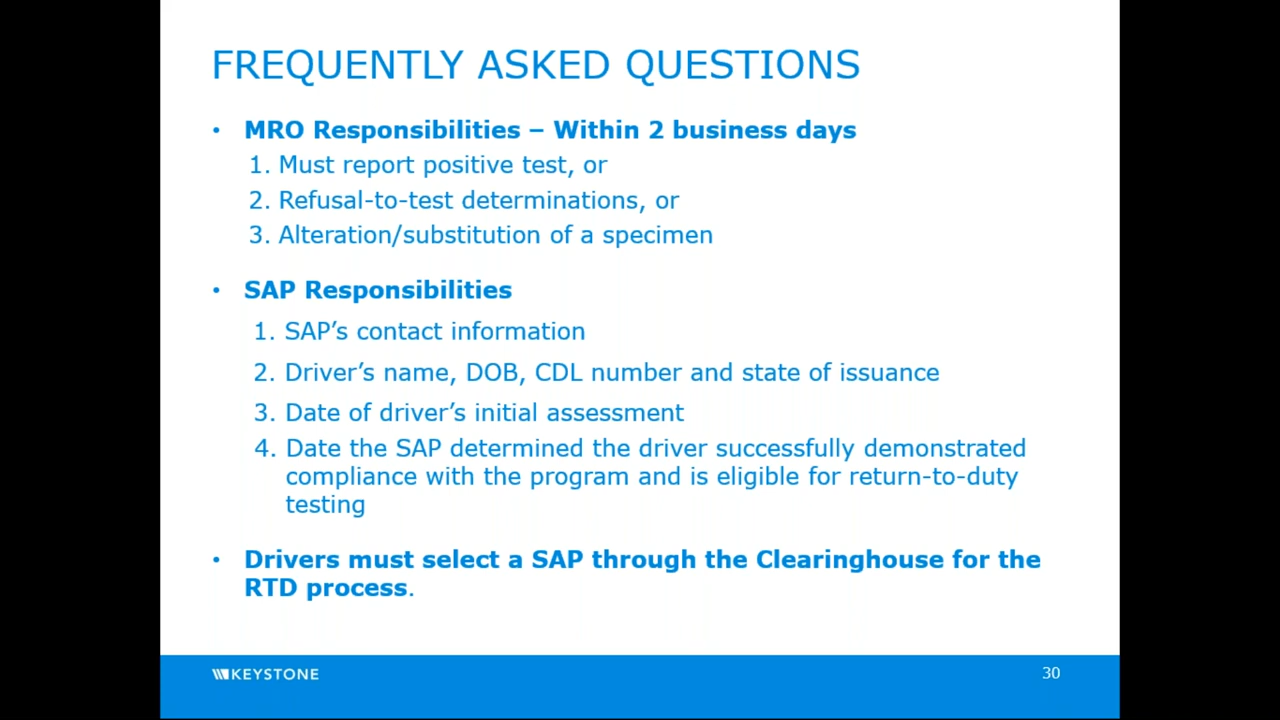 FREQUENTLY ASKED QUESTIONS
• MRO Responsibilities – Within 2 business days
1. Must report positive test, or
2. Refusal-to-test determinations, or
3. Alteration/substitution of a specimen
• SAP Responsibilities
1. SAP’s contact information
2. Driver’s name, DOB, CDL number and state of issuance
3. Date of driver’s initial assessment
4. Date the SAP determined the driver successfully demonstrated
compliance with the program and is eligible for return-to-duty
testing
• Drivers must select a SAP through the Clearinghouse for the
RTD process.
KEYSTONE
30